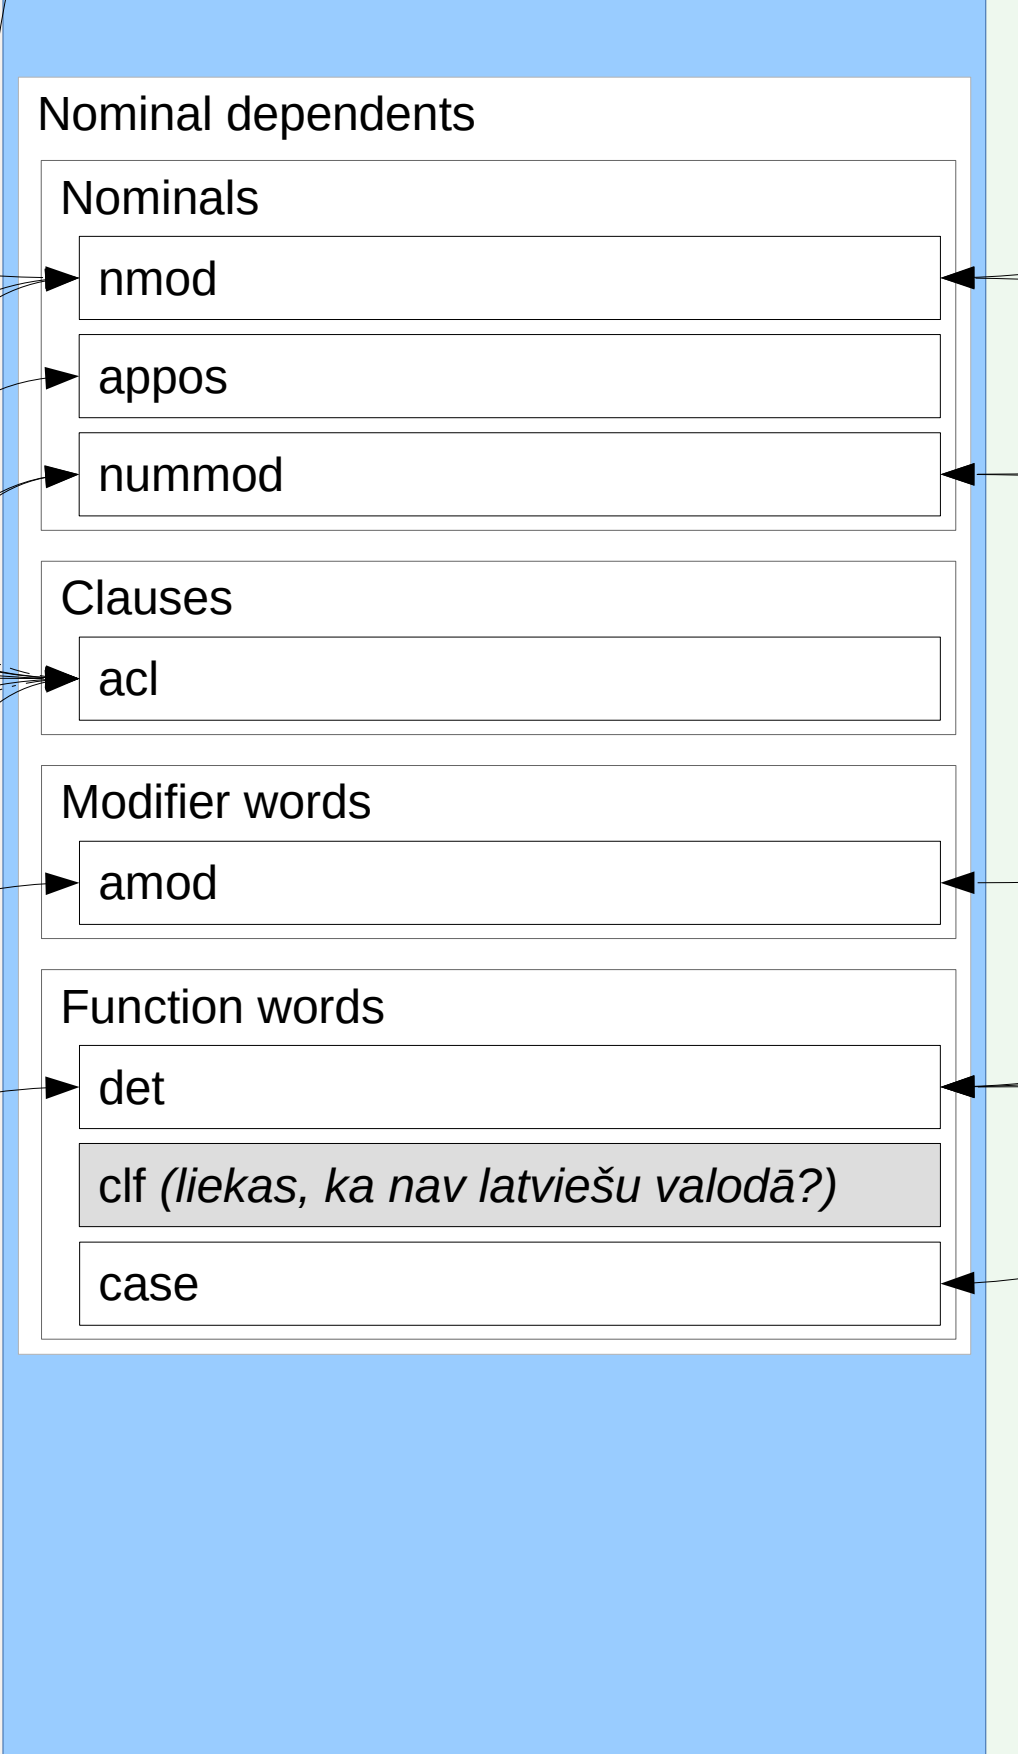 Nominal dependents
Nominals
nmod
appos
nummod
Clauses
acl
Modifier words
amod
Function words
det
clf (liekas, ka nav latviešu valodā?)
case